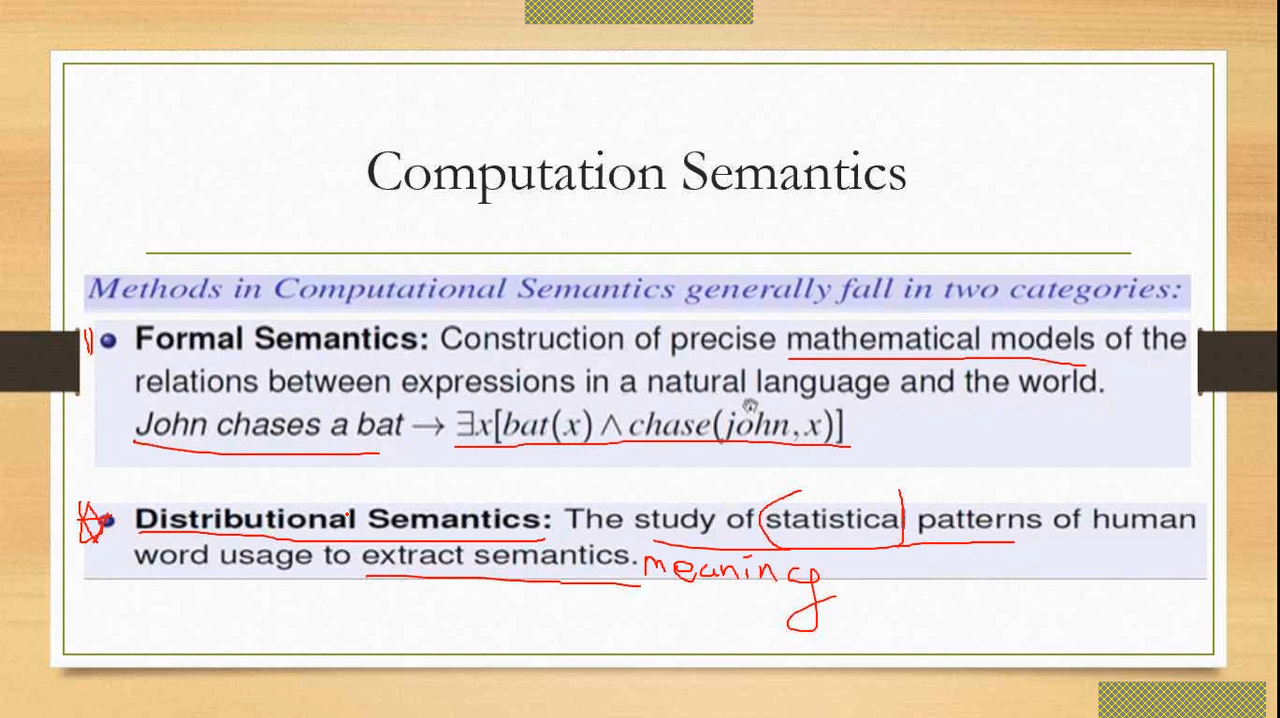 Computation Semantics
Methods in Computational Semantics generally fall in two categories:
1) Formal Semantics: Construction of precise mathematical models of the
relations between expressions in a natural language and the world.
John chases a bat → ∃x[bat(x) ∧ chase(john, x)]
Distributional Semantics: The study of statistical patterns of human
word usage to extract semantics.
meaning